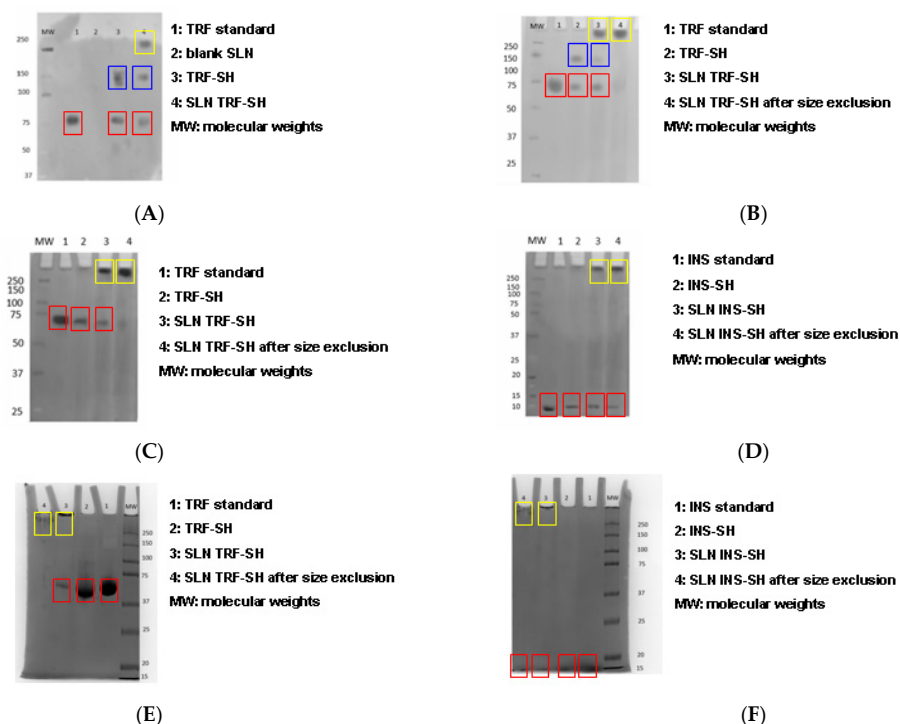 MW 1 2 3 4
250
150
75
50
37
1: TRF standard
2: blank SLN
3: TRF-SH
4: SLN TRF-SH
MW: molecular weights
(A)
MW 1 2 3 4
250
150
75
50
37
25
1: TRF standard
2: TRF-SH
3: SLN TRF-SH
4: SLN TRF-SH after size exclusion
MW: molecular weights
(B)
MW 1 2 3 4
250
150
100
75
50
37
25
1: TRF standard
2: TRF-SH
3: SLN TRF-SH
4: SLN TRF-SH after size exclusion
MW: molecular weights
(C)
MW 1 2 3 4
250
150
100
75
50
37
25
20
15
10
1: INS standard
2: INS-SH
3: SLN INS-SH
4: SLN INS-SH after size exclusion
MW: molecular weights
(D)
4 3 2 1 MW
250
150
100
75
37
25
20
15
1: TRF standard
2: TRF-SH
3: SLN TRF-SH
4: SLN TRF-SH after size exclusion
MW: molecular weights
(E)
4 3 2 1 MW
250
150
100
75
37
25
20
15
1: INS standard
2: INS-SH
3: SLN INS-SH
4: SLN INS-SH after size exclusion
MW: molecular weights
(F)